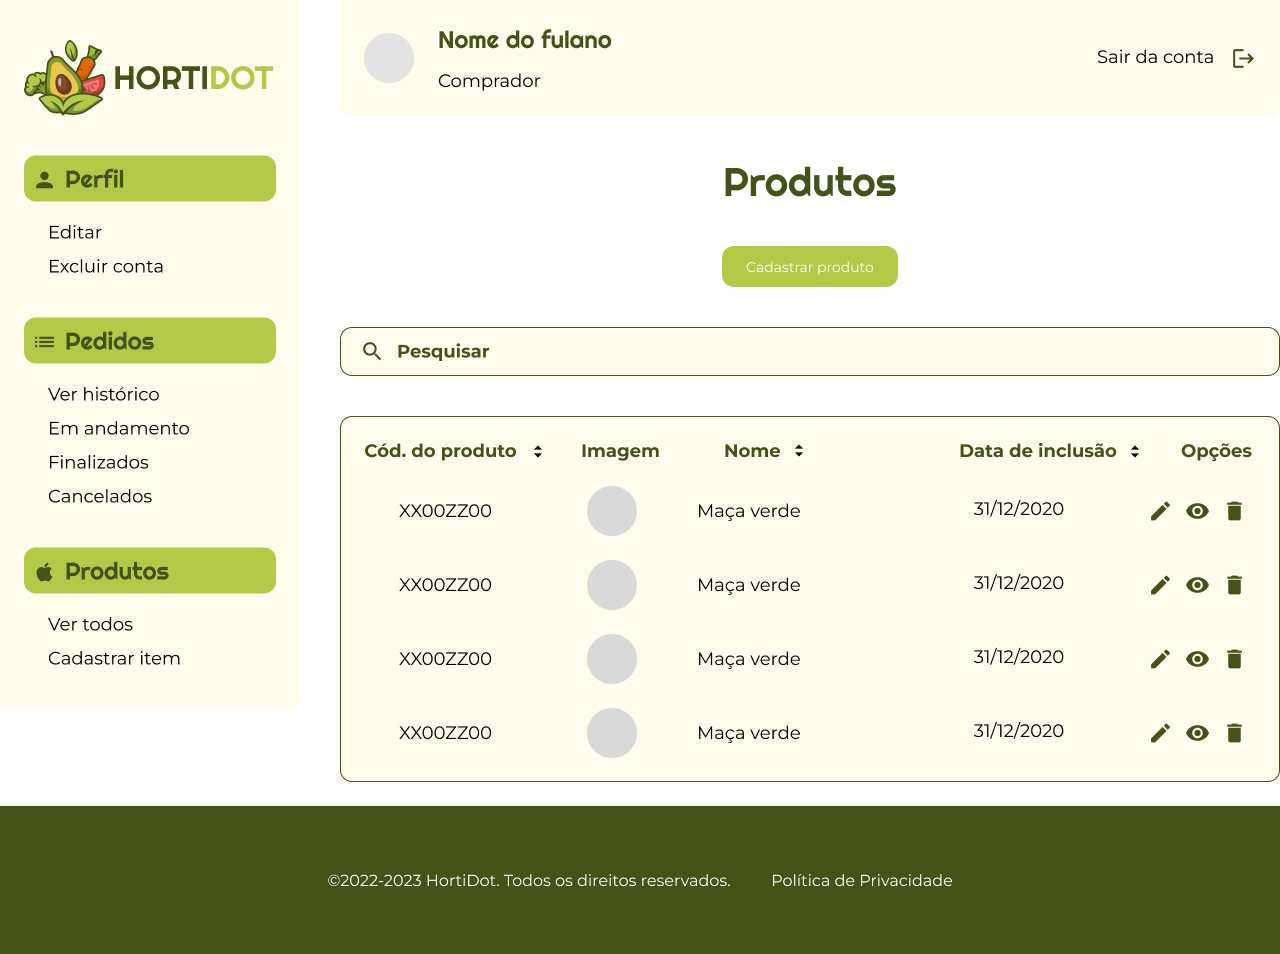 HORTIDOT
Nome do fulano
Comprador
Sair da conta
Perfil
Editar
Excluir conta
Pedidos
Ver histórico
Em andamento
Finalizados
Cancelados
Produtos
Ver todos
Cadastrar item
Produtos
Cadastrar produto
Pesquisar
Cód. do produto Imagem Nome Data de inclusão Opções
XX00ZZ00 Maça verde 31/12/2020
XX00ZZ00 Maça verde 31/12/2020
XX00ZZ00 Maça verde 31/12/2020
XX00ZZ00 Maça verde 31/12/2020
©2022-2023 HortiDot. Todos os direitos reservados. Política de Privacidade